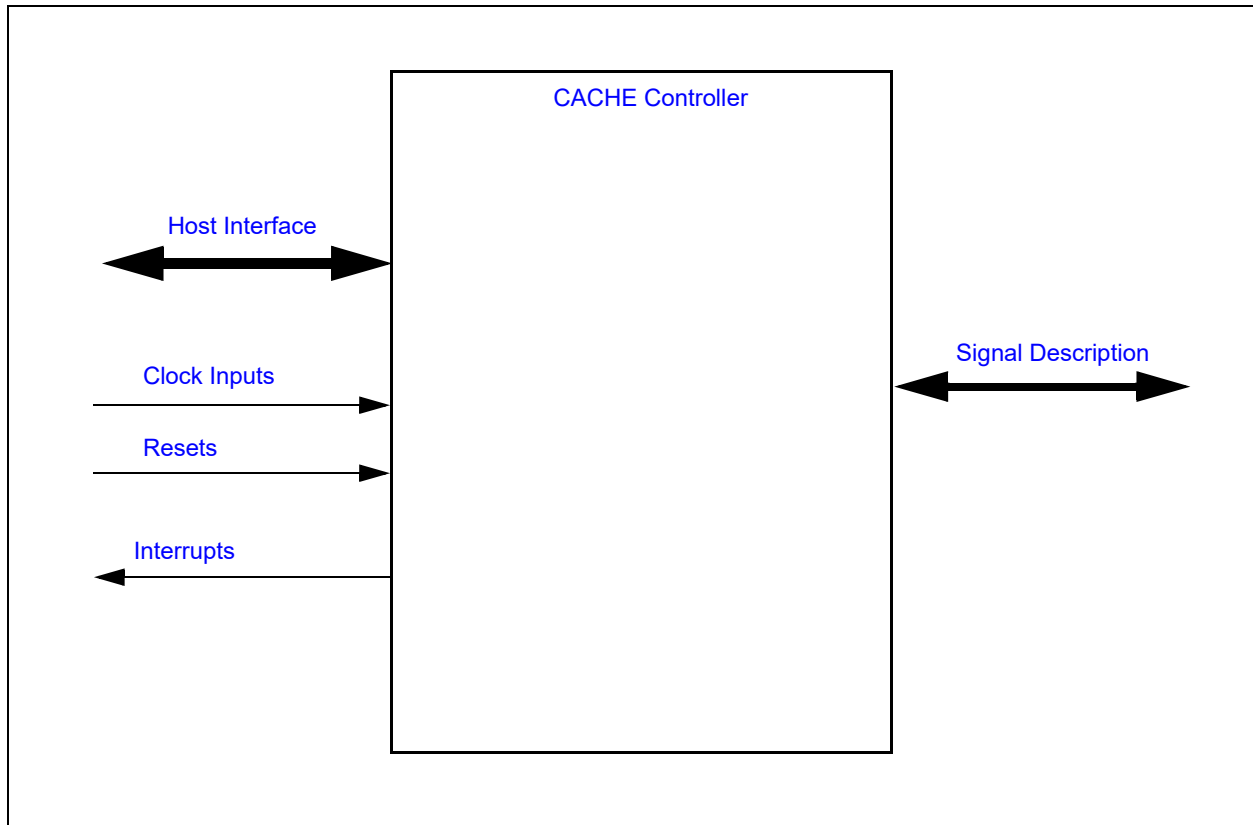 CACHE Controller
Host Interface
Signal Description
Clock Inputs
Resets
Interrupts